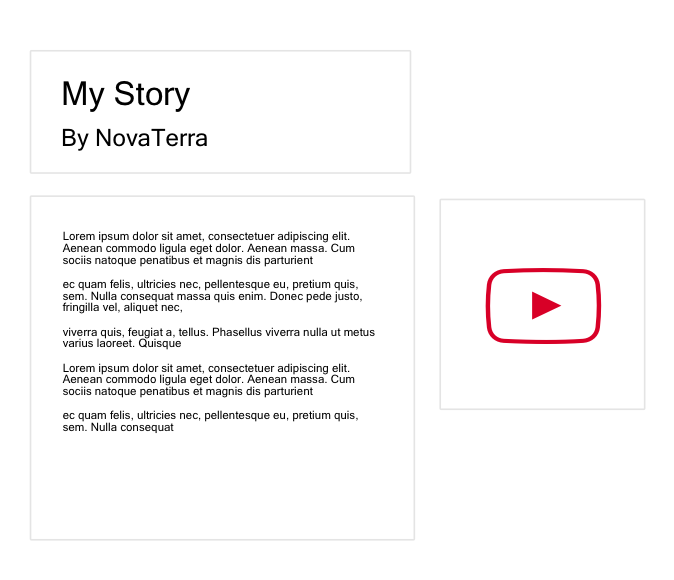 My Story
By NovaTerra
Lorem ipsum dolor sit amet, consectetuer adipiscing elit.
Aenean commodo ligula eget dolor. Aenean massa. Cum
sociis natoque penatibus et magnis dis parturient
ec quam felis, ultricies nec, pellentesque eu, pretium quis,
sem. Nulla consequat massa quis enim. Donec pede justo,
fringilla vel, aliquet nec,
viverra quis, feugiat a, tellus. Phasellus viverra nulla ut metus
varius laoreet. Quisque
Lorem ipsum dolor sit amet, consectetuer adipiscing elit.
Aenean commodo ligula eget dolor. Aenean massa. Cum
sociis natoque penatibus et magnis dis parturient
ec quam felis, ultricies nec, pellentesque eu, pretium quis,
sem. Nulla consequat